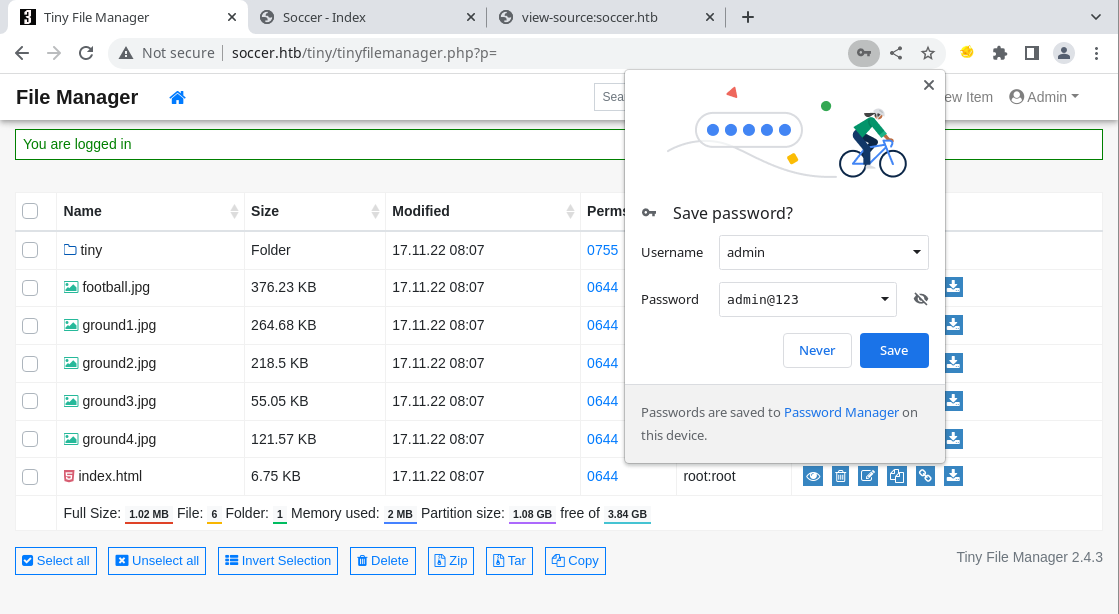 Tiny File Manager
Soccer - Index
view-source:soccer.htb
Not secure
soccer.htb/tiny/tinyfilemanager.php?p=
File Manager
Sea
ew Item
Admin
You are logged in
Save password?
Username
admin
Password
admin@123
Never
Save
Passwords are saved to Password Manager on
this device.
Name Size Modified Perms
tiny Folder 17.11.22 08:07 0755
football.jpg 376.23 KB 17.11.22 08:07 0644
ground1.jpg 264.68 KB 17.11.22 08:07 0644
ground2.jpg 218.5 KB 17.11.22 08:07 0644
ground3.jpg 55.05 KB 17.11.22 08:07 0644
ground4.jpg 121.57 KB 17.11.22 08:07 0644
index.html 6.75 KB 17.11.22 08:07 0644 root:root
Full Size: 1.02 MB File: 6 Folder: 1 Memory used: 2 MB Partition size: 1.08 GB free of 3.84 GB
Select all Unselect all Invert Selection Delete Zip Tar Copy
Tiny File Manager 2.4.3